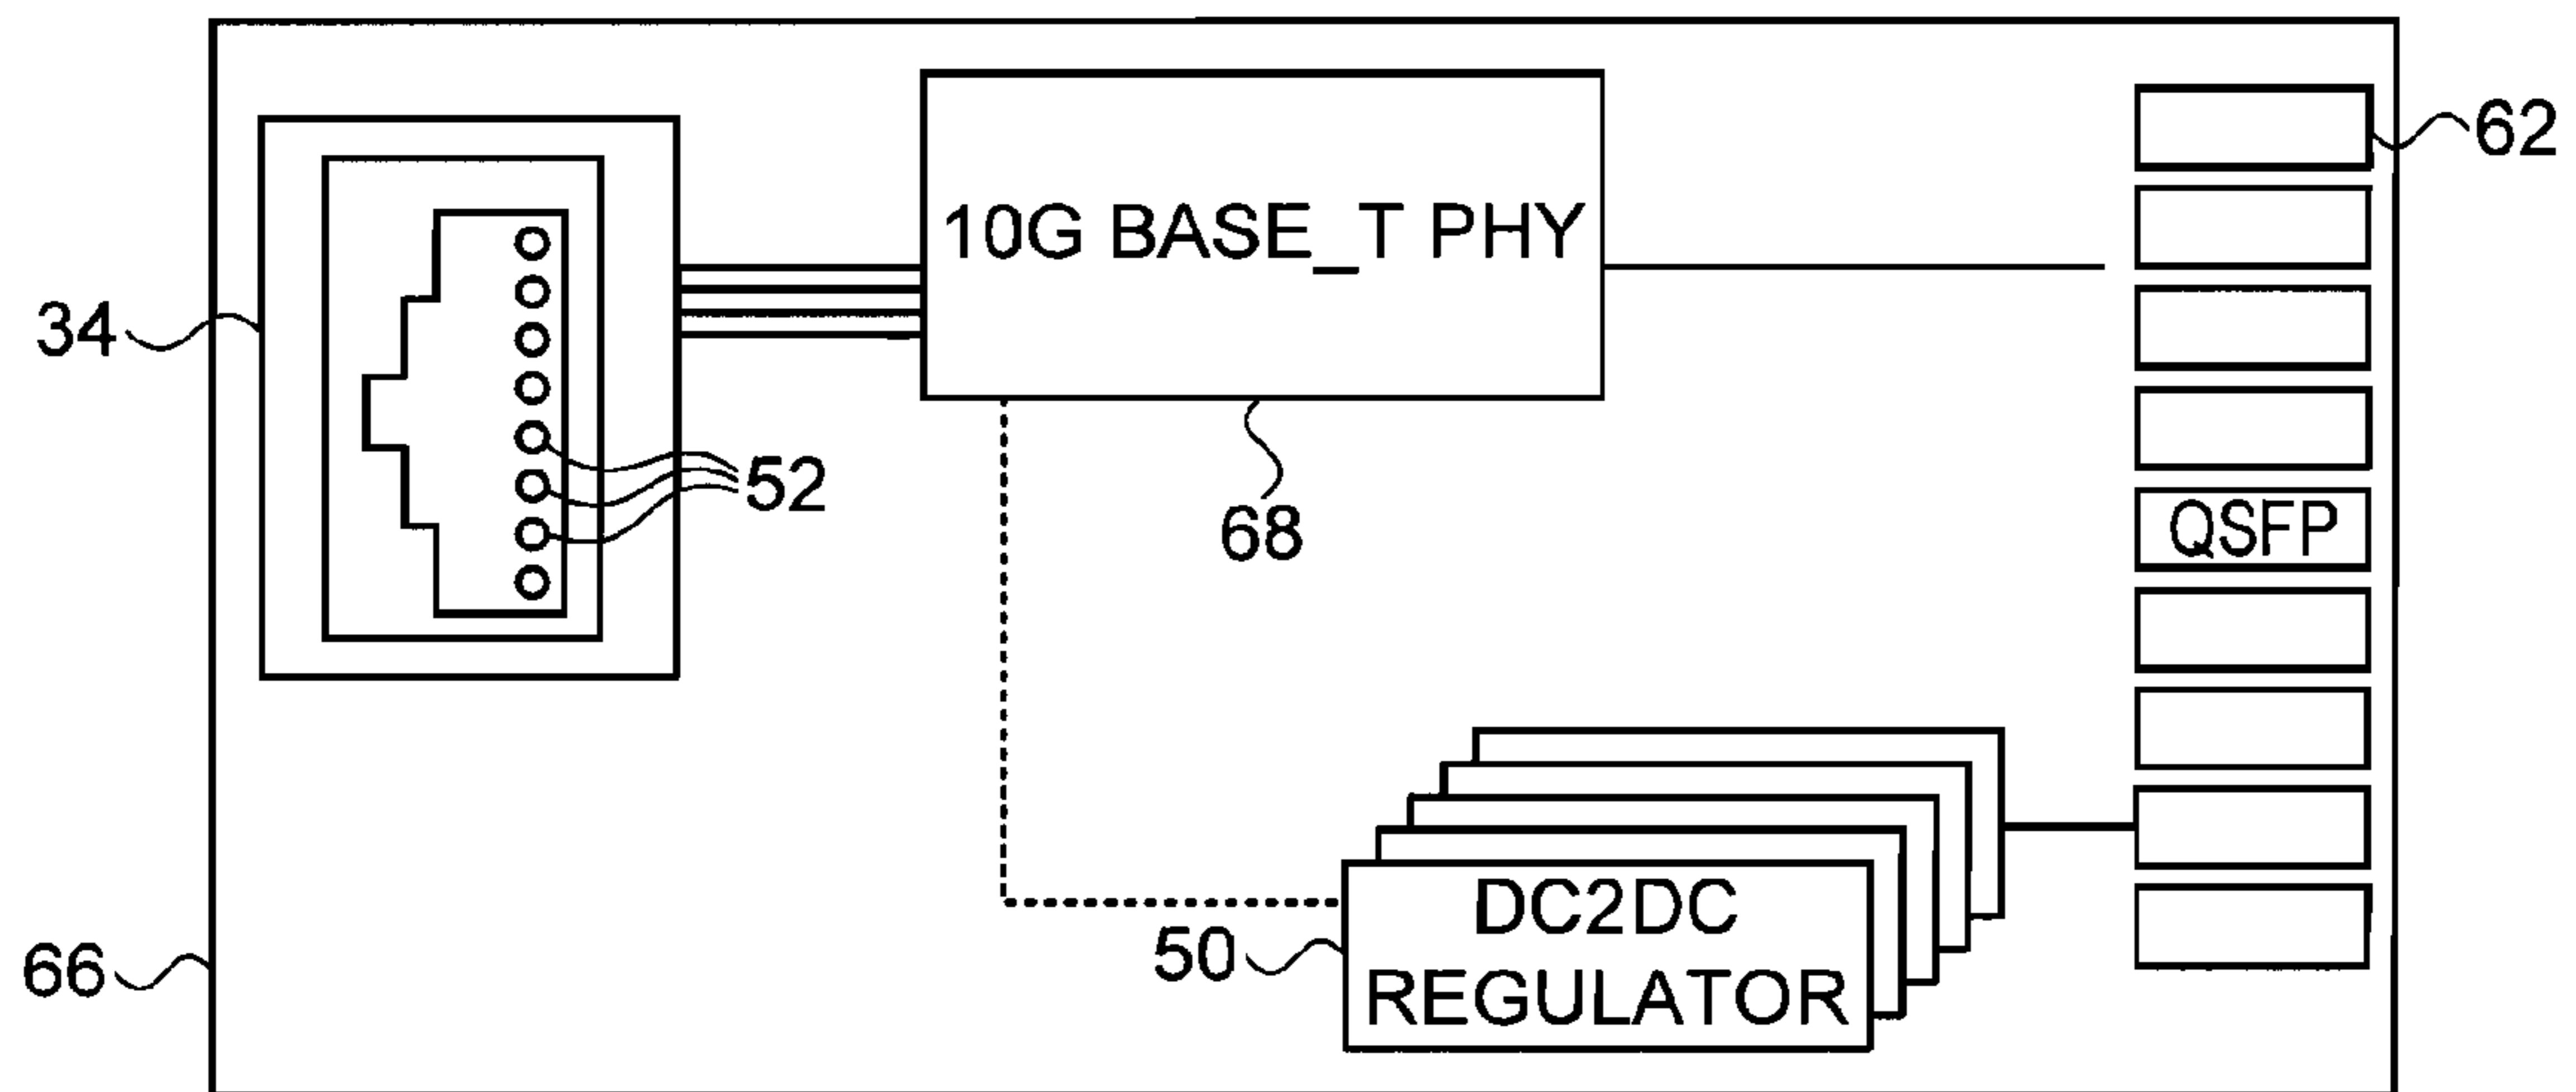 62
10G BASE_T PHY
34
52
68
QSFP
50
DC2DC
REGULATOR
66